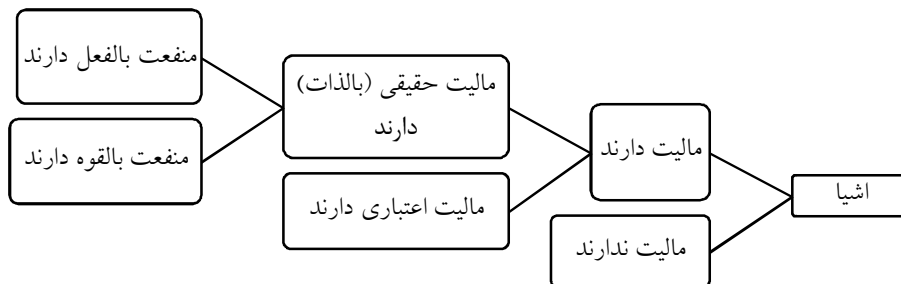 اشیا
مالیت دارند
مالیت ندارند
مالیت حقیقی (بالذات)
دارند
مالیت اعتباری دارند
منفعت بالفعل دارند
منفعت بالقوه دارند